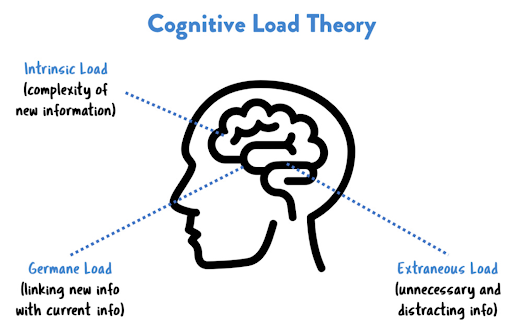 Cognitive Load Theory
Intrinsic Load
(complexity of
new information)
Germane Load
(linking new info
with current info)
Extraneous Load
(unnecessary and
distracting info)